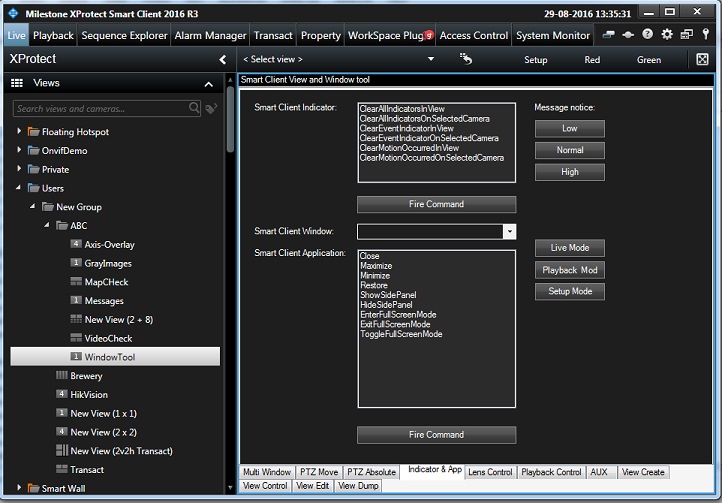 Milestone XProtect Smart Client 2016 R3
29-08-2016 13:35:31
Live Playback Sequence Explorer Alarm Manager Transact Property WorkSpace Plug 9 Access Control System Monitor
XProtect
< Select view >
Setup Red Green
Views
Smart Client View and Window tool
Search views and cameras...
Floating Hotspot
OnvifDemo
Private
Users
New Group
ABC
4 Axis-Overlay
1 GrayImages
MapCHeck
1 Messages
New View (2 + 8)
VideoCheck
1 WindowTool
Brewery
4 HikVision
1 New View (1 x 1)
4 New View (2 x 2)
New View (2v2h Transact)
Transact
Smart Wall
Smart Client Indicator:
ClearAllIndicatorsInView
ClearAllIndicatorsOnSelectedCamera
ClearEventIndicatorInView
ClearEventIndicatorOnSelectedCamera
ClearMotionOccurredInView
ClearMotionOccurredOnSelectedCamera
Message notice:
Low
Normal
High
Fire Command
Smart Client Window:
Smart Client Application:
Close
Maximize
Minimize
Restore
ShowSidePanel
HideSidePanel
EnterFullScreenMode
ExitFullScreenMode
ToggleFullScreenMode
Live Mode
Playback Mod
Setup Mode
Fire Command
Multi Window PTZ Move PTZ Absolute Indicator & App Lens Control Playback Control AUX View Create
View Control View Edit View Dump